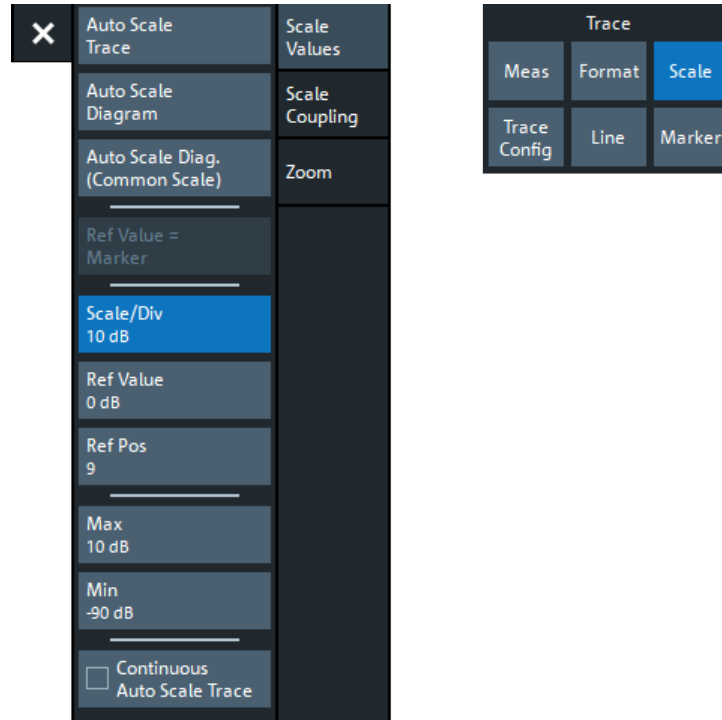 Auto Scale
Trace
Auto Scale
Diagram
Auto Scale Diag.
(Common Scale)
Ref Value =
Marker
Scale/Div
10 dB
Ref Value
0 dB
Ref Pos
9
Max
10 dB
Min
-90 dB
Continuous
Auto Scale Trace
Scale
Values
Scale
Coupling
Zoom
Trace
Meas
Format
Scale
Trace
Config
Line
Marker